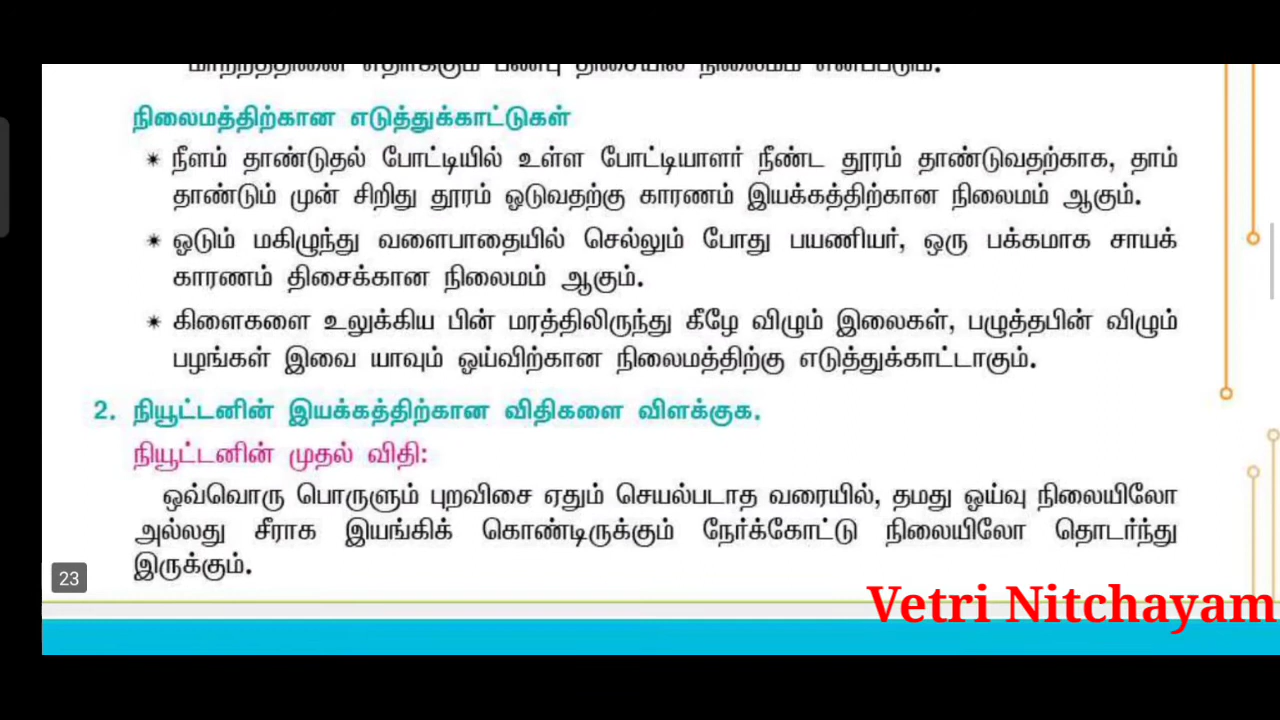 திசையில் நிலைமம் எனப்படும்.
நிலைமத்திற்கான எடுத்துக்காட்டுகள்
✶ நீளம் தாண்டுதல் போட்டியில் உள்ள போட்டியாளர் நீண்ட தூரம் தாண்டுவதற்காக, தாம்
தாண்டும் முன் சிறிது தூரம் ஓடுவதற்கு காரணம் இயக்கத்திற்கான நிலைமம் ஆகும்.
✶ ஓடும் மகிழுந்து வளைபாதையில் செல்லும் போது பயணியர், ஒரு பக்கமாக சாயக்
காரணம் திசைக்கான நிலைமம் ஆகும்.
✶ கிளைகளை உலுக்கிய பின் மரத்திலிருந்து கீழே விழும் இலைகள், பழுத்தபின் விழும்
பழங்கள் இவை யாவும் ஓய்விற்கான நிலைமத்திற்கு எடுத்துக்காட்டாகும்.
2. நியூட்டனின் இயக்கத்திற்கான விதிகளை விளக்குக.
நியூட்டனின் முதல் விதி:
ஒவ்வொரு பொருளும் புறவிசை ஏதும் செயல்படாத வரையில், தமது ஓய்வு நிலையிலோ
அல்லது சீராக இயங்கிக் கொண்டிருக்கும் நேர்க்கோட்டு நிலையிலோ தொடர்ந்து
இருக்கும்.
23
Vetri Nitchayam